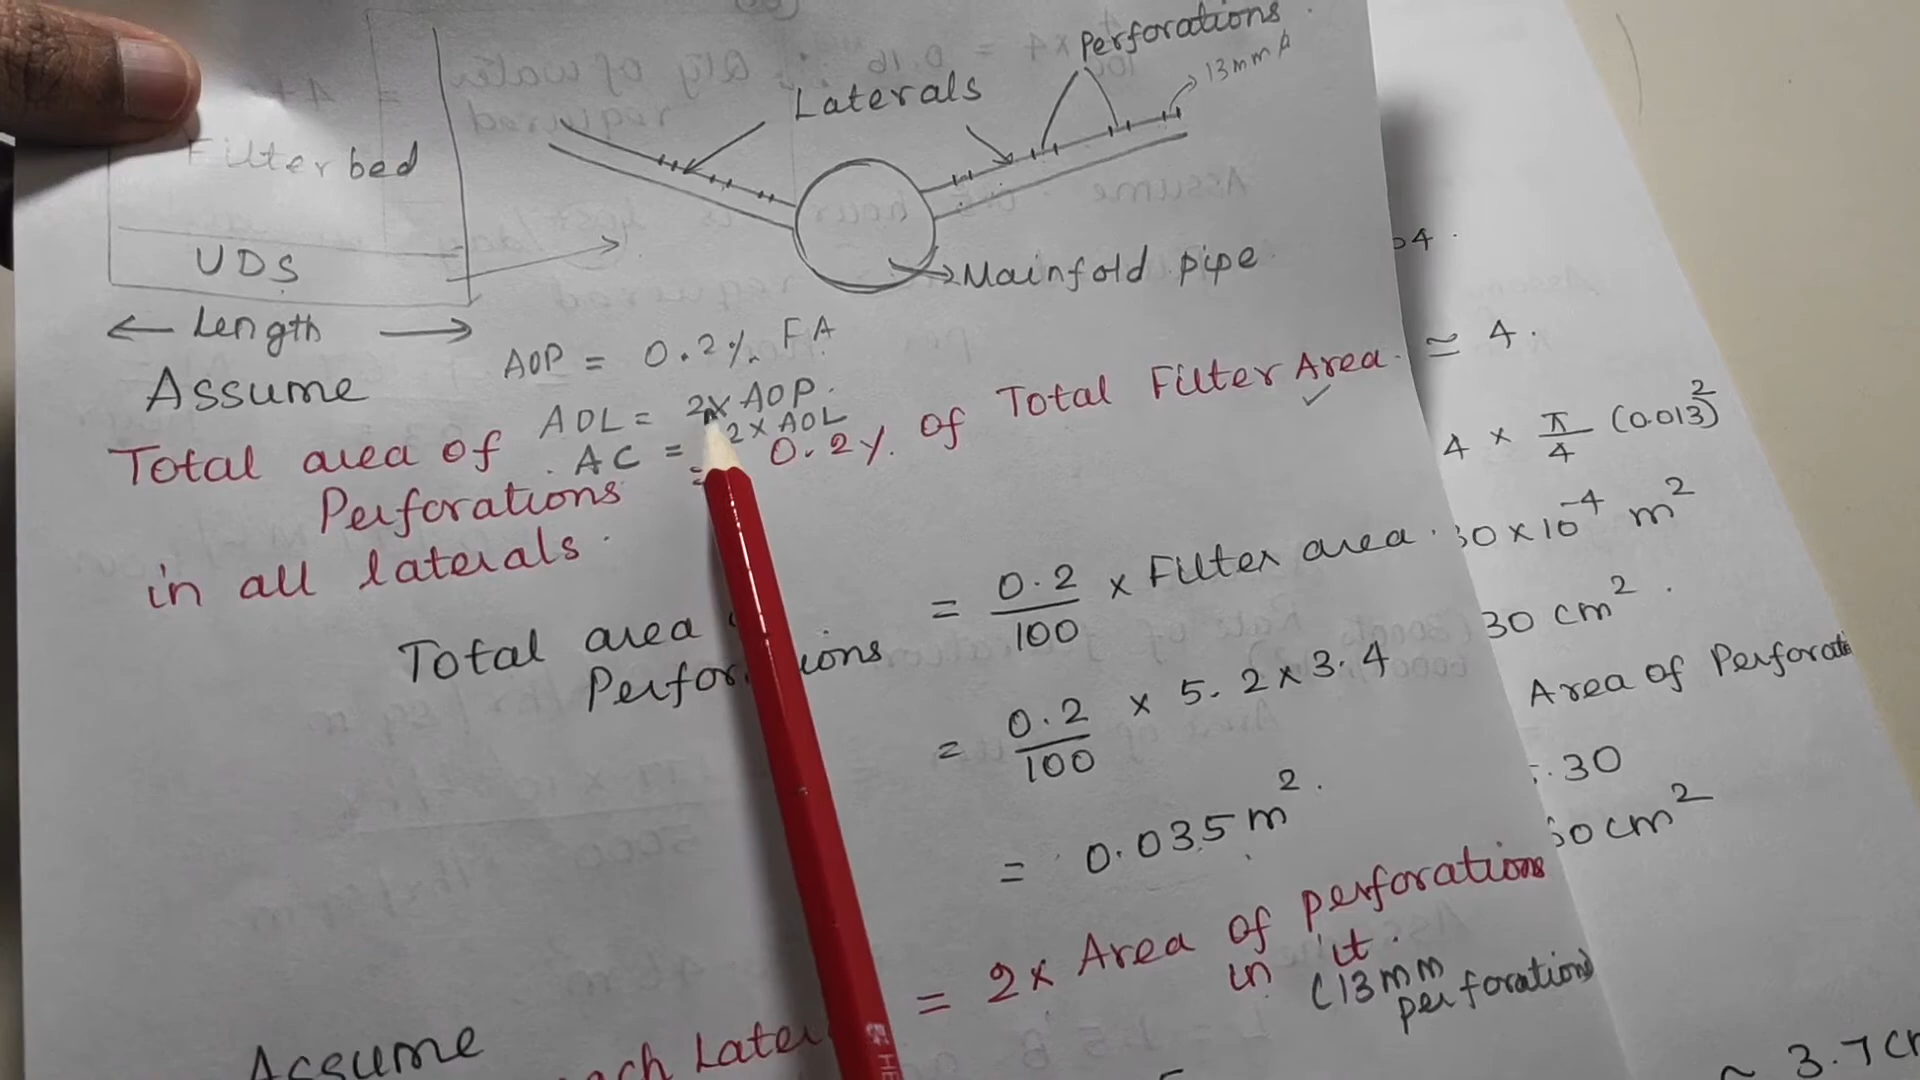 Perforations
13mm φ
Laterals
Filter bed
UDS
Mainfold pipe
Length
AOP = 0.2% FA
Assume
AOL = 2x AOP.
AC = 2x AOL
Total area of Perforations in all laterals = 0.2% of Total Filter Area.
Total area Perfor ions = 0.2/100 x Filter area.
= 0.2/100 x 5.2 x 3.4
= 0.035 m².
Assume
ach Later = 2x Area of perforations in it.
(13mm perforations)
≃ 4.
4 x π/4 (0.013)²
30 x 10⁻⁴ m²
30 cm².
Area of Perforati
30
60 cm²
~ 3.7 cm